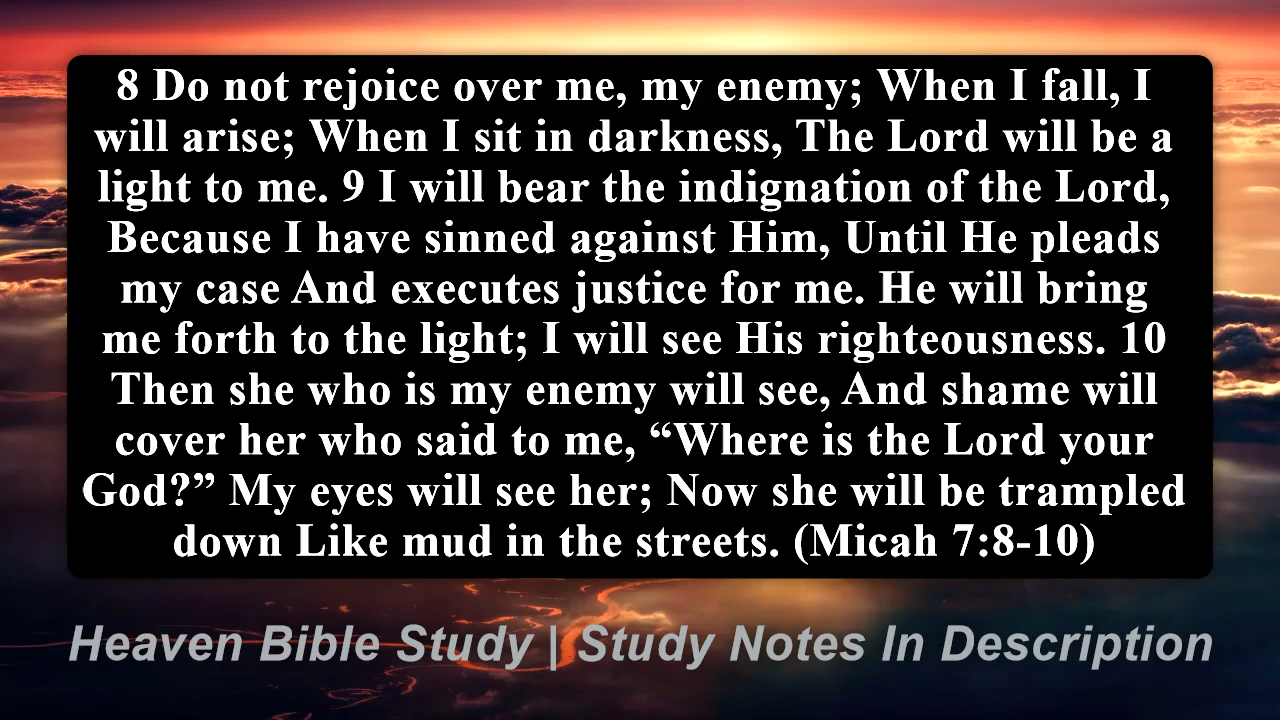 8 Do not rejoice over me, my enemy; When I fall, I
will arise; When I sit in darkness, The Lord will be a
light to me. 9 I will bear the indignation of the Lord,
Because I have sinned against Him, Until He pleads
my case And executes justice for me. He will bring
me forth to the light; I will see His righteousness. 10
Then she who is my enemy will see, And shame will
cover her who said to me, “Where is the Lord your
God?” My eyes will see her; Now she will be trampled
down Like mud in the streets. (Micah 7:8-10)
Heaven Bible Study | Study Notes In Description